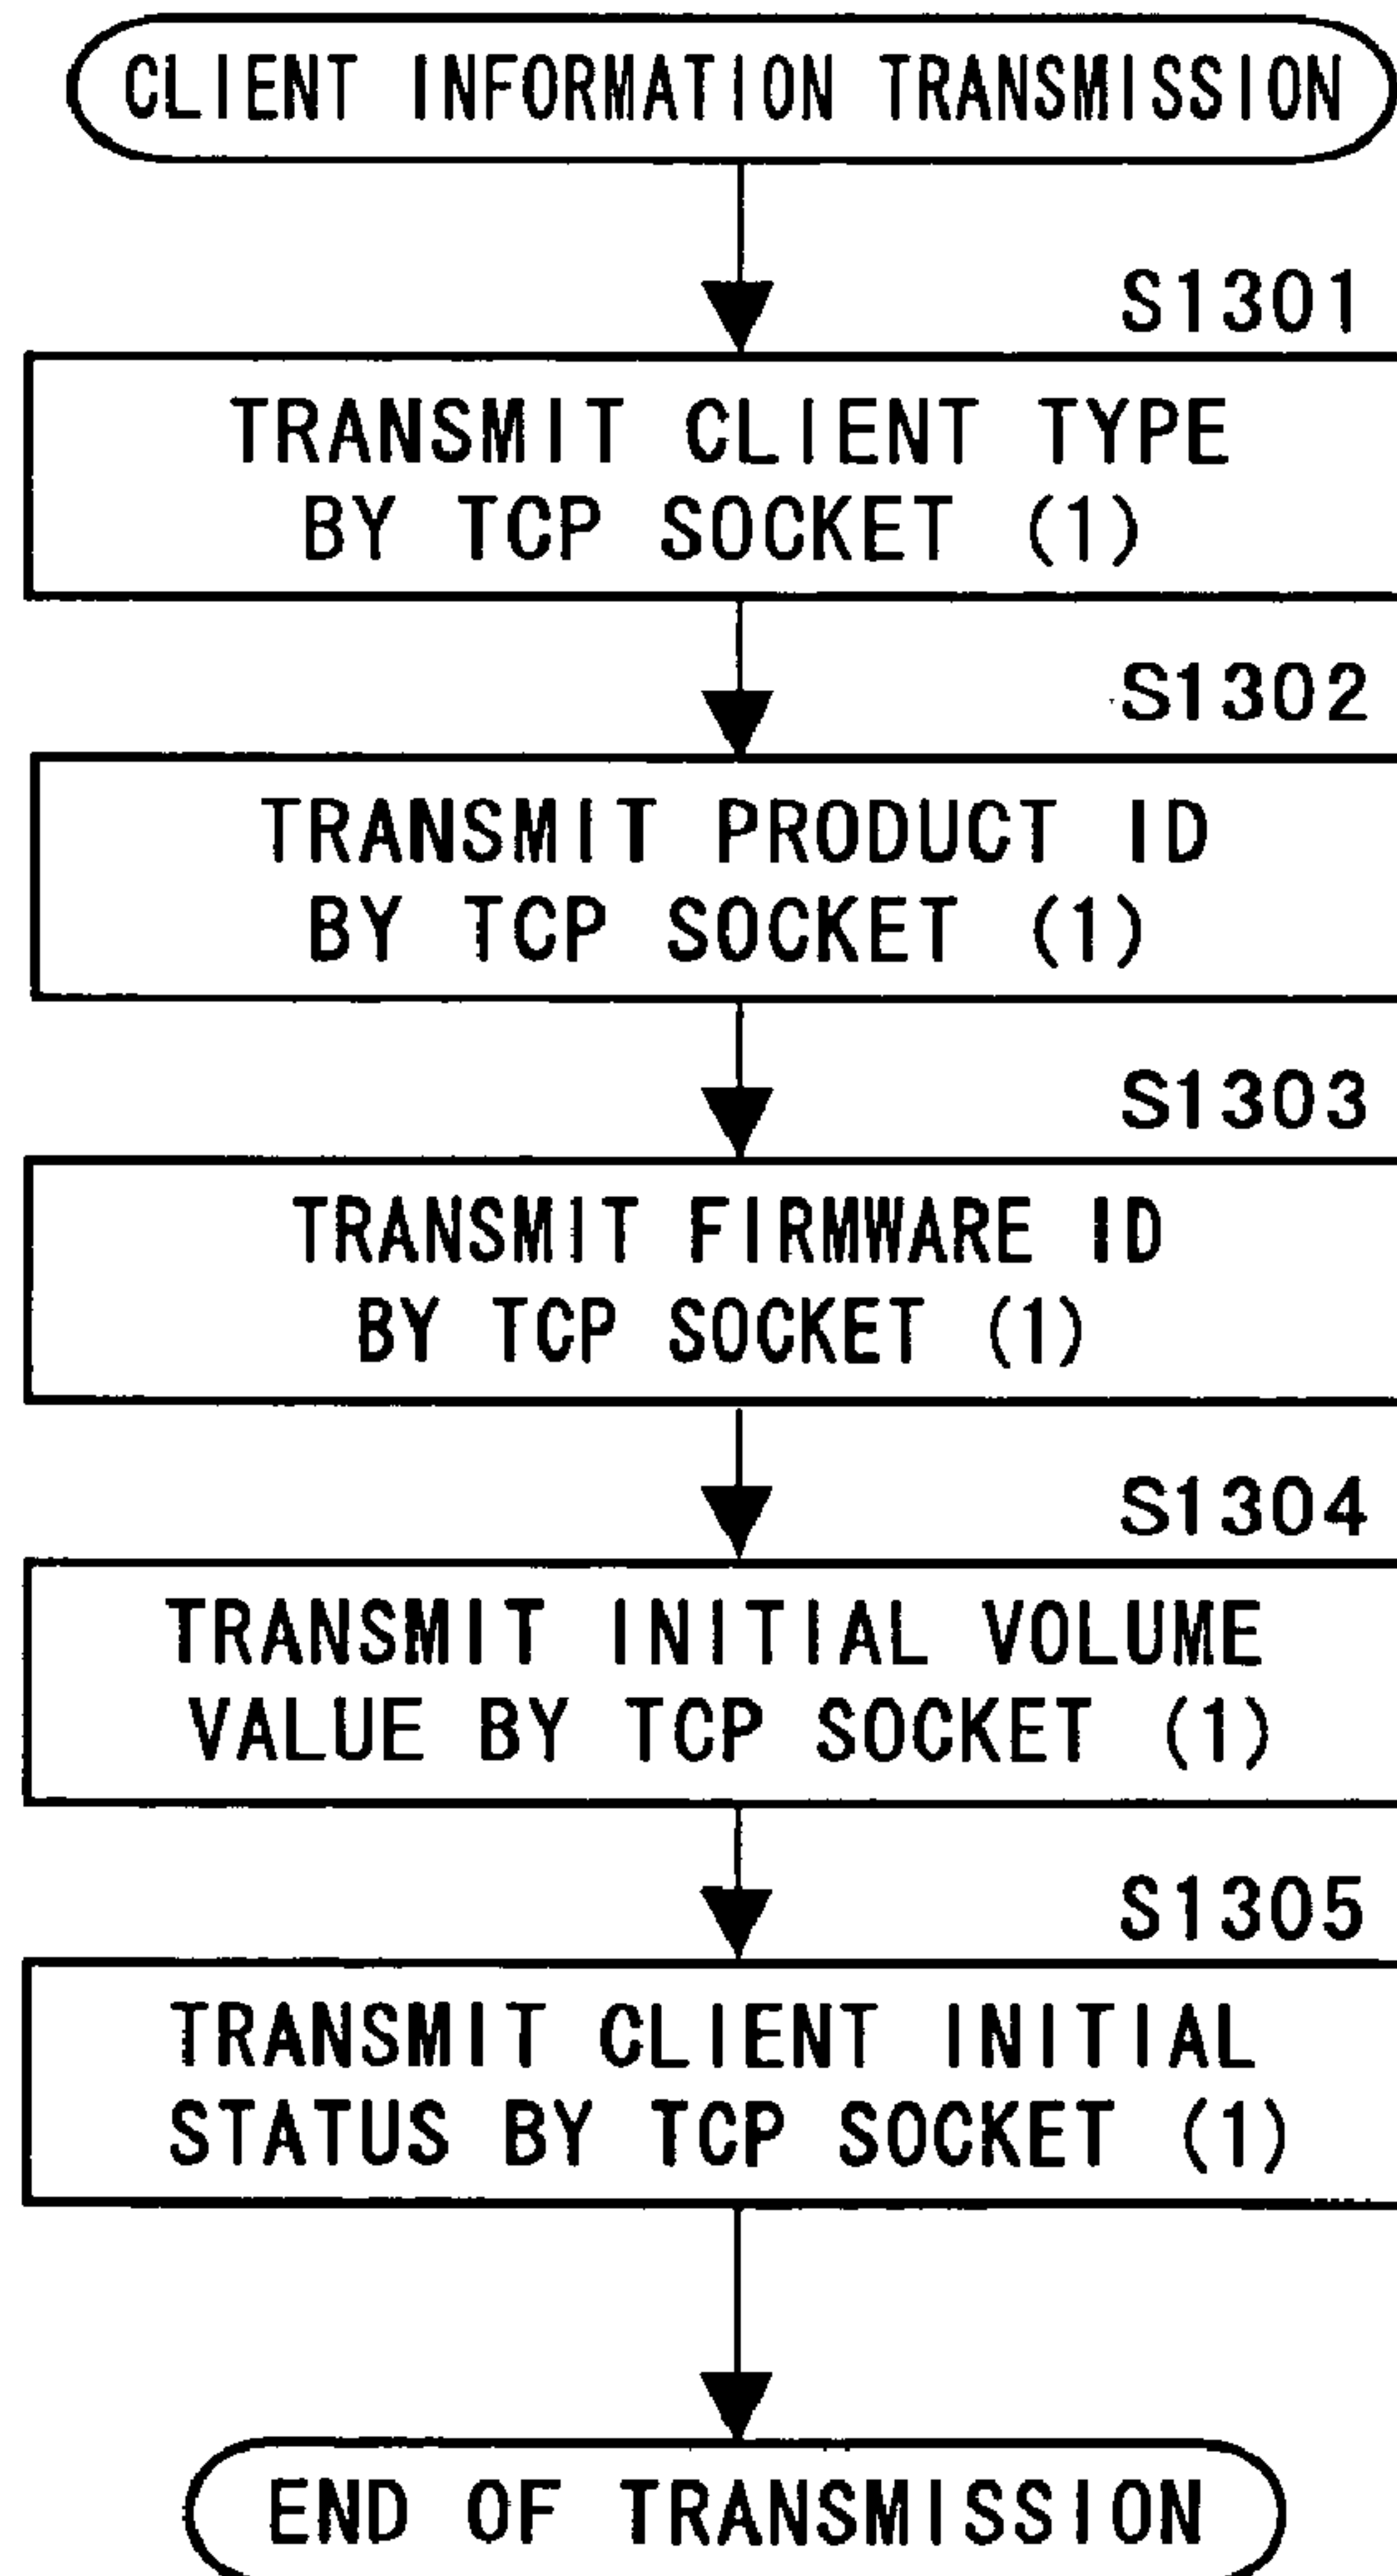 CLIENT INFORMATION TRANSMISSION
S1301
TRANSMIT CLIENT TYPE
BY TCP SOCKET (1)
S1302
TRANSMIT PRODUCT ID
BY TCP SOCKET (1)
S1303
TRANSMIT FIRMWARE ID
BY TCP SOCKET (1)
S1304
TRANSMIT INITIAL VOLUME
VALUE BY TCP SOCKET (1)
S1305
TRANSMIT CLIENT INITIAL
STATUS BY TCP SOCKET (1)
END OF TRANSMISSION